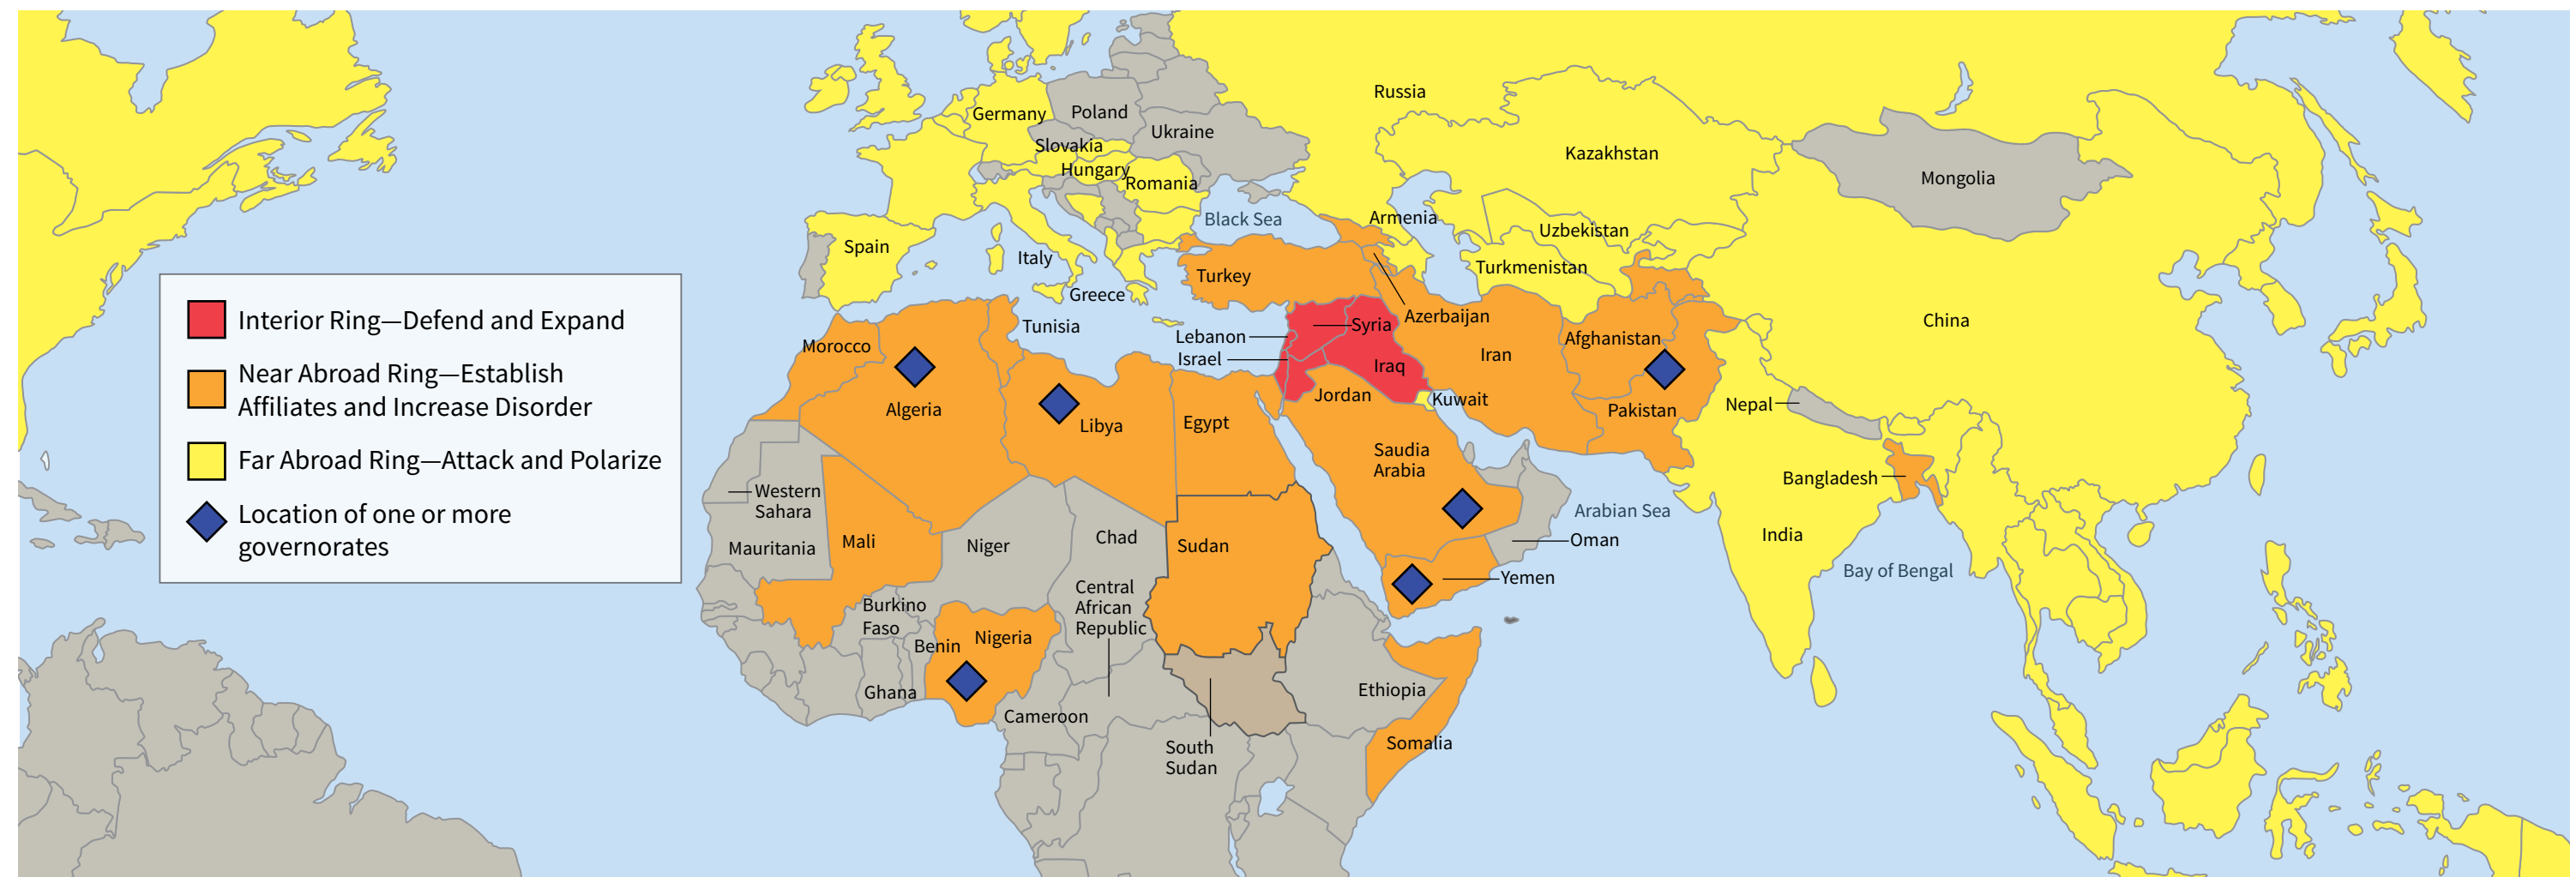 Interior Ring—Defend and Expand
Near Abroad Ring—Establish
Affiliates and Increase Disorder
Far Abroad Ring—Attack and Polarize
Location of one or more
governorates
Russia
Germany
Poland
Ukraine
Slovakia
Hungary
Romania
Kazakhstan
Mongolia
Black Sea
Armenia
Uzbekistan
Spain
Italy
Turkmenistan
Turkey
Greece
Azerbaijan
China
Tunisia
Lebanon
Syria
Israel
Afghanistan
Morocco
Iran
Iraq
Jordan
Kuwait
Algeria
Libya
Egypt
Pakistan
Nepal
Saudia
Arabia
Bangladesh
Western
Sahara
Arabian Sea
Mauritania
Mali
Niger
Chad
Sudan
Oman
India
Bay of Bengal
Yemen
Central
African
Republic
Burkino
Faso
Benin
Nigeria
Ghana
Cameroon
Ethiopia
South
Sudan
Somalia